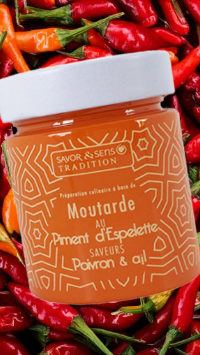 SAVOR & SENS
TRADITION
Préparation culinaire à base de
Moutarde
AU
Piment d'Espelette
SAVEURS
Poivron & ail